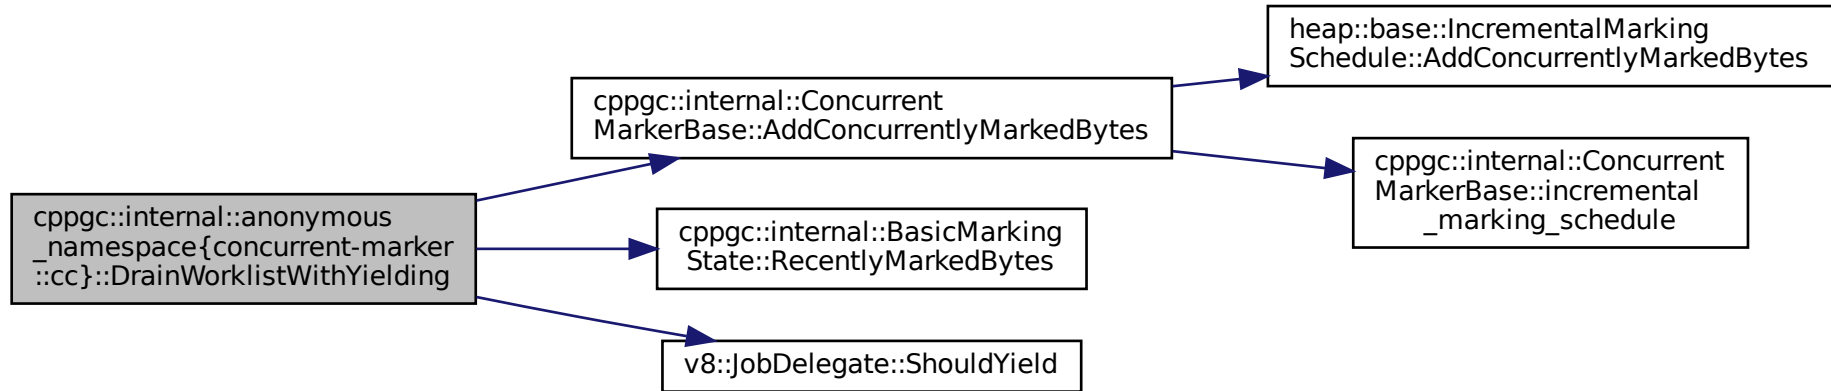 heap::base::IncrementalMarking
Schedule::AddConcurrentlyMarkedBytes
cppgc::internal::Concurrent
MarkerBase::AddConcurrentlyMarkedBytes
cppgc::internal::Concurrent
MarkerBase::incremental
_marking_schedule
cppgc::internal::anonymous
_namespace{concurrent-marker
::cc}::DrainWorklistWithYielding
cppgc::internal::BasicMarking
State::RecentlyMarkedBytes
v8::JobDelegate::ShouldYield